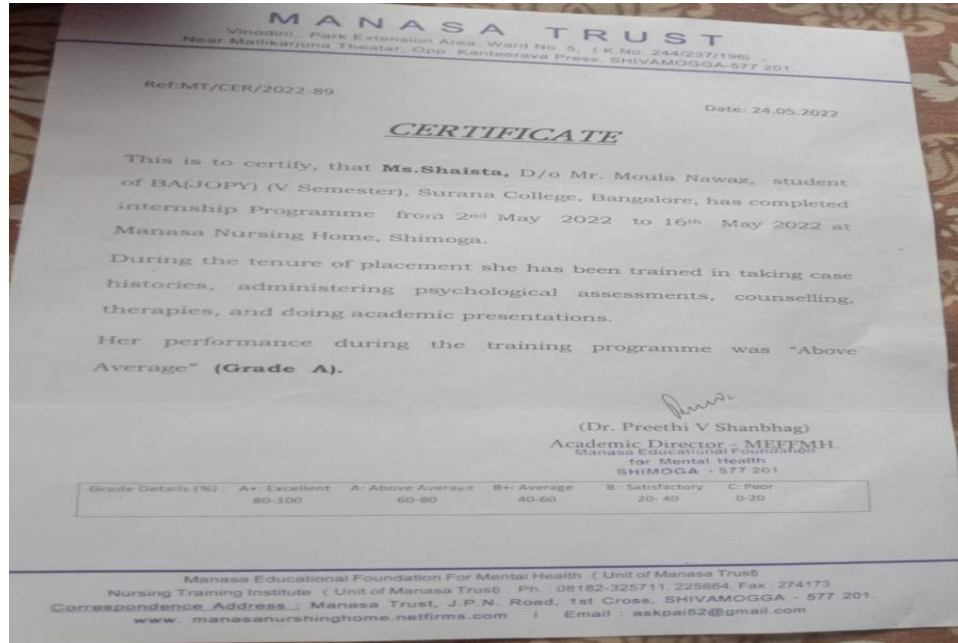 MANASA TRUST
Vinodini, Park Extension Area, Ward No. 5, ( K.No. 244/237/196)
Near Mallikarjuna Theatar, Opp. Kanteerava Press, SHIVAMOGGA-577 201.
Ref:MT/CER/2022-89
Date: 24.05.2022
CERTIFICATE
This is to certify, that Ms.Shaista, D/o Mr. Moula Nawaz, student
of BA(JOPY) (V Semester), Surana College, Bangalore, has completed
internship Programme from 2nd May 2022 to 16th May 2022 at
Manasa Nursing Home, Shimoga.
During the tenure of placement she has been trained in taking case
histories, administering psychological assessments, counselling,
therapies, and doing academic presentations.
Her performance during the training programme was "Above
Average" (Grade A).
(Dr. Preethi V Shanbhag)
Academic Director - MEFFMH.
Manasa Educational Foundation
for Mental Health
SHIMOGA - 577 201
Grade Details (%) : A+: Excellent A: Above Average B+: Average B : Satisfactory C: Poor
80-100 60-80 40-60 20- 40 0-20
Manasa Educational Foundation For Mental Health ( Unit of Manasa Trust)
Nursing Training Institute ( Unit of Manasa Trust) Ph. : 08182-325711, 225864, Fax : 274173
Correspondence Address : Manasa Trust, J.P.N. Road, 1st Cross, SHIVAMOGGA - 577 201.
www. manasanurshinghome.netfirms.com I Email : askpai52@gmail.com